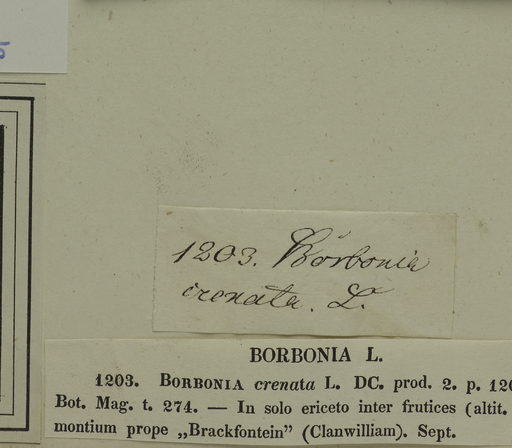 1203. Borbonia
crenata. L.
BORBONIA L.
1203. BORBONIA crenata L. DC. prod. 2. p. 120
Bot. Mag. t. 274. — In solo ericeto inter frutices (altit.
montium prope „Brackfontein” (Clanwilliam). Sept.